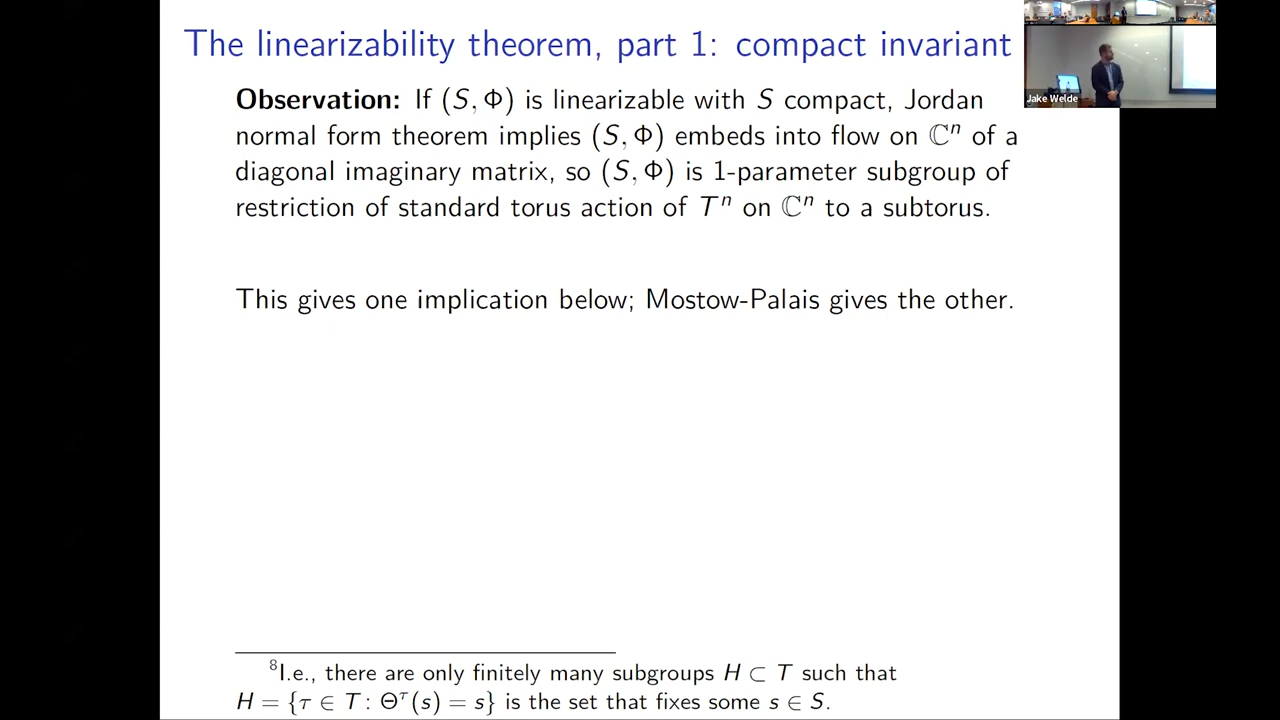 The linearizability theorem, part 1: compact invariant
Jake Welde
Observation: If (S, Φ) is linearizable with S compact, Jordan
normal form theorem implies (S, Φ) embeds into flow on ℂⁿ of a
diagonal imaginary matrix, so (S, Φ) is 1-parameter subgroup of
restriction of standard torus action of Tⁿ on ℂⁿ to a subtorus.
This gives one implication below; Mostow-Palais gives the other.
⁸I.e., there are only finitely many subgroups H ⊂ T such that
H = {τ ∈ T : Θ^τ(s) = s} is the set that fixes some s ∈ S.